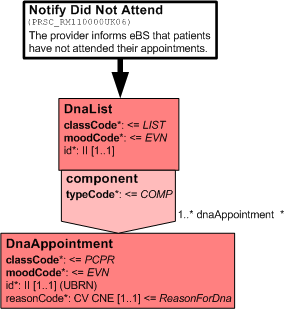 Notify Did Not Attend
(PRSC_RM110000UK06)
The provider informs eBS that patients
have not attended their appointments.
DnaList
classCode*: <= LIST
moodCode*: <= EVN
id*: II [1..1]
component
typeCode*: <= COMP
1..* dnaAppointment *
DnaAppointment
classCode*: <= PCPR
moodCode*: <= EVN
id*: II [1..1] (UBRN)
reasonCode*: CV CNE [1..1] <= ReasonForDna